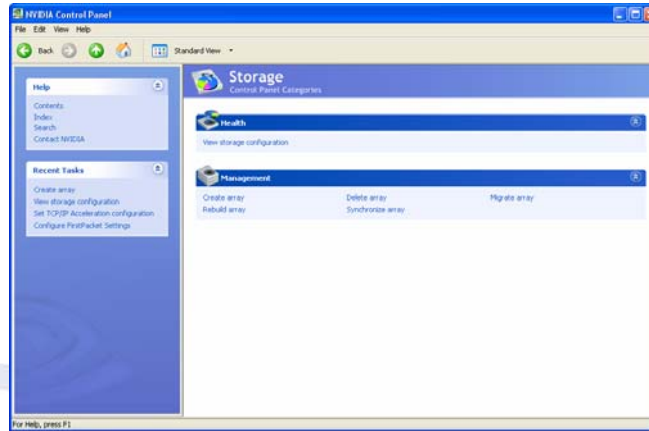 NVIDIA Control Panel
File Edit View Help
Back Standard View
Storage
Control Panel Categories
Help
Contents
Index
Search
Contact NVIDIA
Recent Tasks
Create array
View storage configuration
Set TCP/IP Acceleration configuration
Configure FirstPacket Settings
Health
View storage configuration
Management
Create array Delete array Migrate array
Rebuild array Synchronize array
For Help, press F1